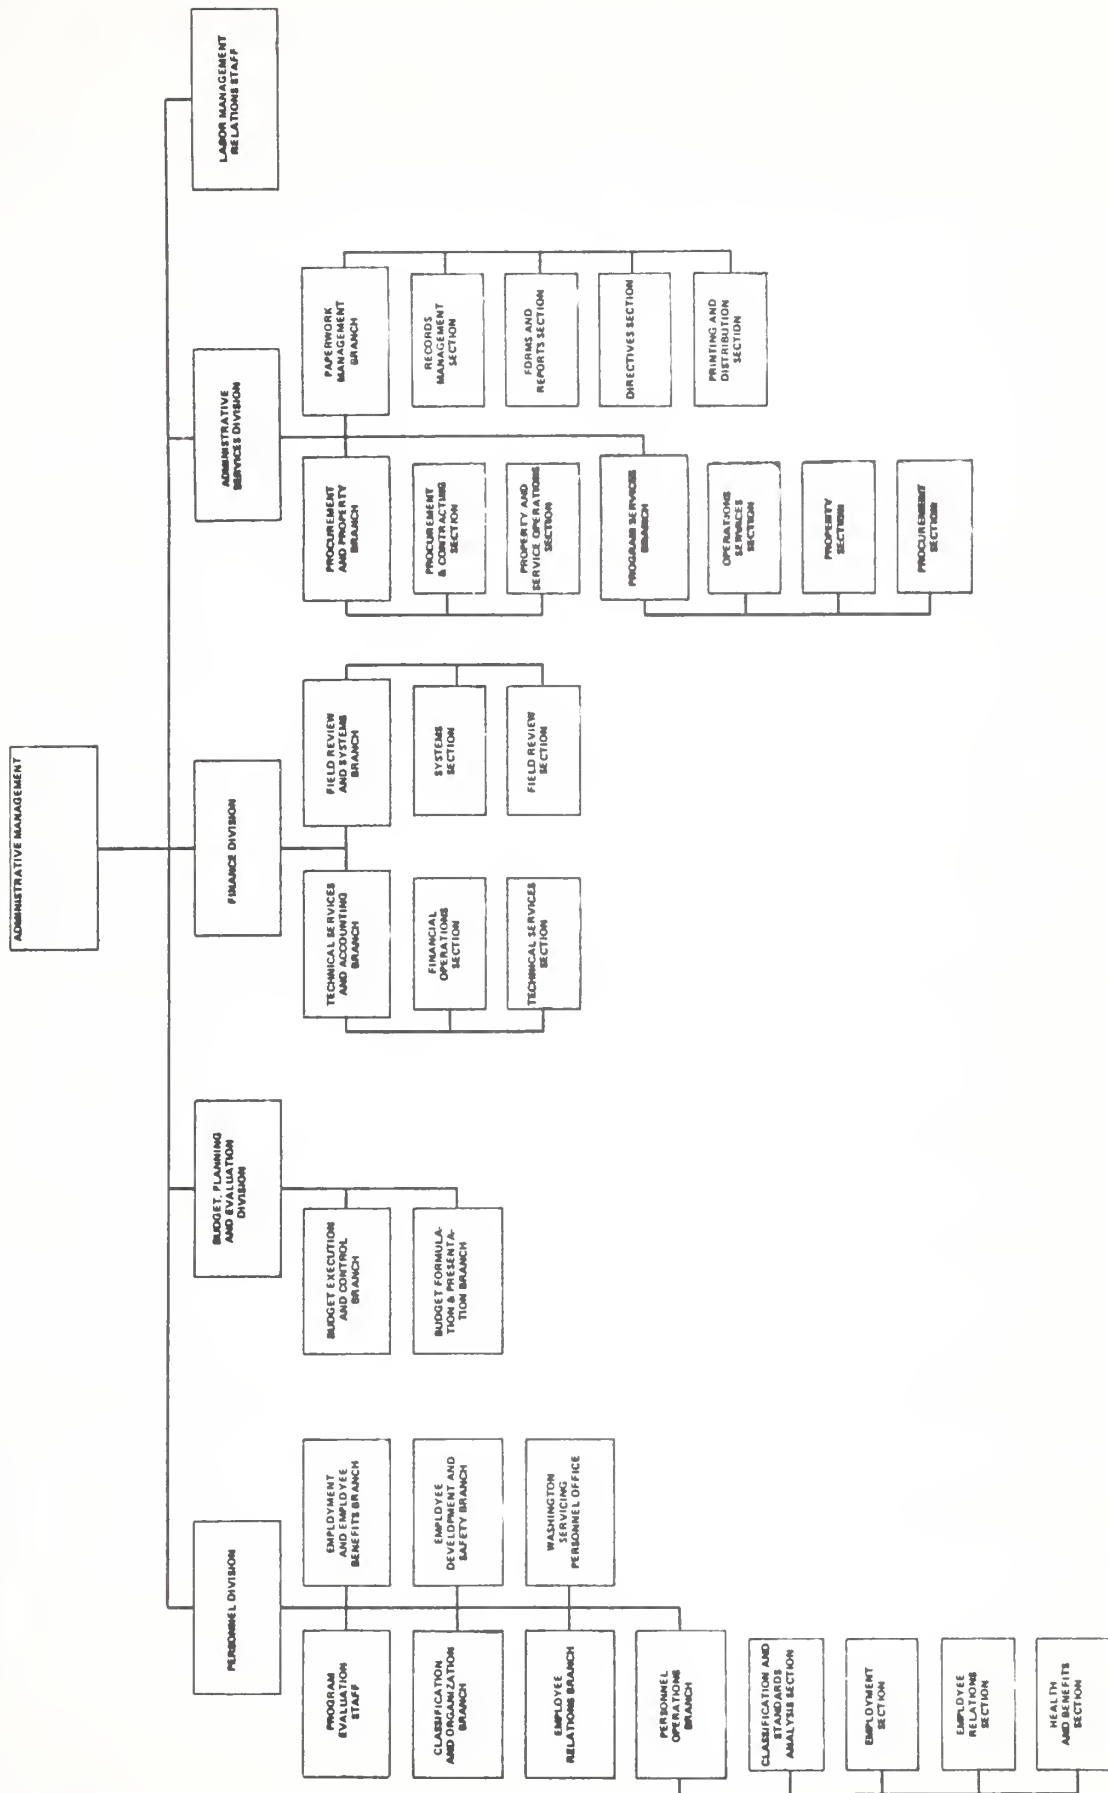 ADMINISTRATIVE MANAGEMENT
PERSONNEL DIVISION
BUDGET, PLANNING
AND EVALUATION
DIVISION
FINANCE DIVISION
ADMINISTRATIVE
SERVICES DIVISION
LABOR MANAGEMENT
RELATIONS STAFF
PROGRAM
EVALUATION
STAFF
EMPLOYMENT
AND EMPLOYEE
BENEFITS BRANCH
CLASSIFICATION
AND ORGANIZATION
BRANCH
EMPLOYEE
DEVELOPMENT AND
SAFETY BRANCH
EMPLOYEE
RELATIONS BRANCH
WASHINGTON
SERVICING
PERSONNEL OFFICE
PERSONNEL
OPERATIONS
BRANCH
CLASSIFICATION AND
STANDARDS
ANALYSIS SECTION
EMPLOYMENT
SECTION
EMPLOYEE
RELATIONS
SECTION
HEALTH
AND BENEFITS
SECTION
BUDGET EXECUTION
AND CONTROL
BRANCH
BUDGET FORMULA-
TION & PRESENTA-
TION BRANCH
TECHNICAL SERVICES
AND ACCOUNTING
BRANCH
FINANCIAL
OPERATIONS
SECTION
TECHNICAL SERVICES
SECTION
FIELD REVIEW
AND SYSTEMS
BRANCH
SYSTEMS
SECTION
FIELD REVIEW
SECTION
PROCUREMENT
AND PROPERTY
BRANCH
PROCUREMENT
& CONTRACTING
SECTION
PROPERTY AND
SERVICE OPERATIONS
SECTION
PAPERWORK
MANAGEMENT
BRANCH
RECORDS
MANAGEMENT
SECTION
FORMS AND
REPORTS SECTION
DIRECTIVES SECTION
PRINTING AND
DISTRIBUTION
SECTION
PROGRAM SERVICES
BRANCH
OPERATIONS
SERVICES
SECTION
PROPERTY
SECTION
PROCUREMENT
SECTION